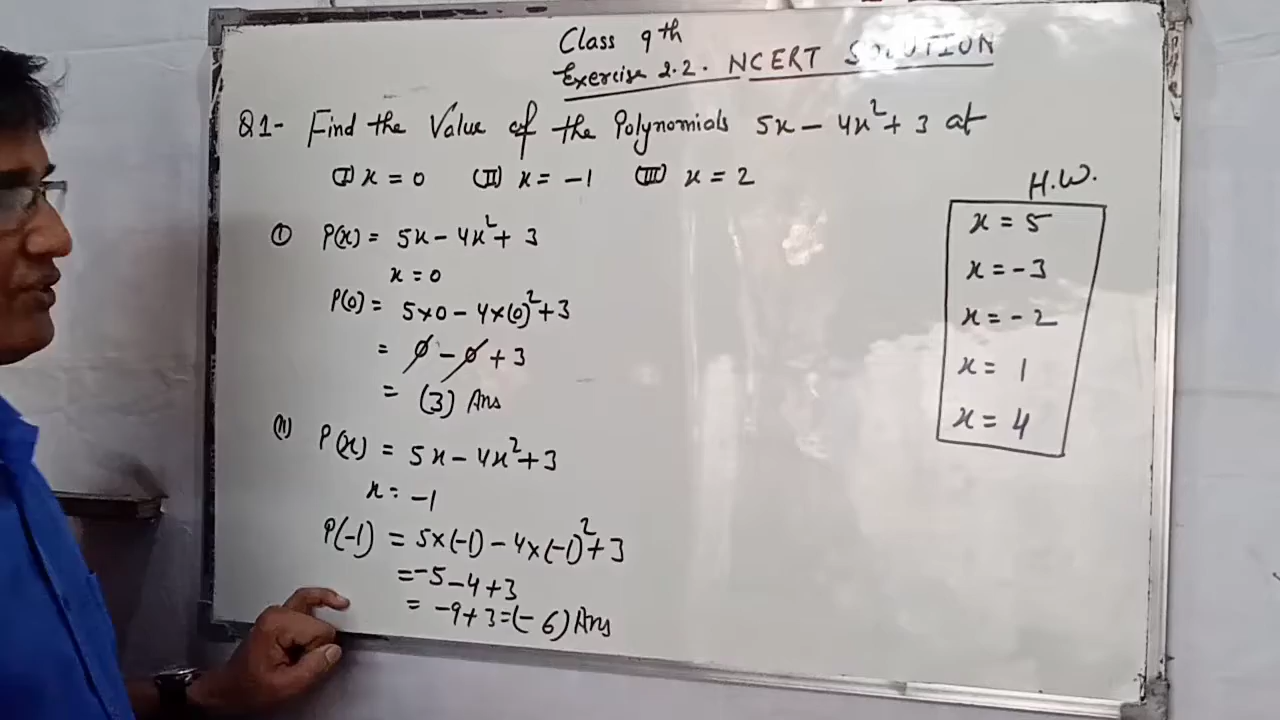 Class 9th
Exercise 2.2. NCERT SOLUTION
Q1- Find the Value of the Polynomials 5x - 4x² + 3 at
(I) x = 0 (II) x = -1 (III) x = 2
(I) P(x) = 5x - 4x² + 3
x = 0
P(0) = 5×0 - 4×(0)² + 3
= 0 - 0 + 3
= (3) Ans
(II) P(x) = 5x - 4x² + 3
x = -1
P(-1) = 5×(-1) - 4×(-1)² + 3
= -5 - 4 + 3
= -9 + 3 = (-6) Ans
H.W.
x = 5
x = -3
x = -2
x = 1
x = 4